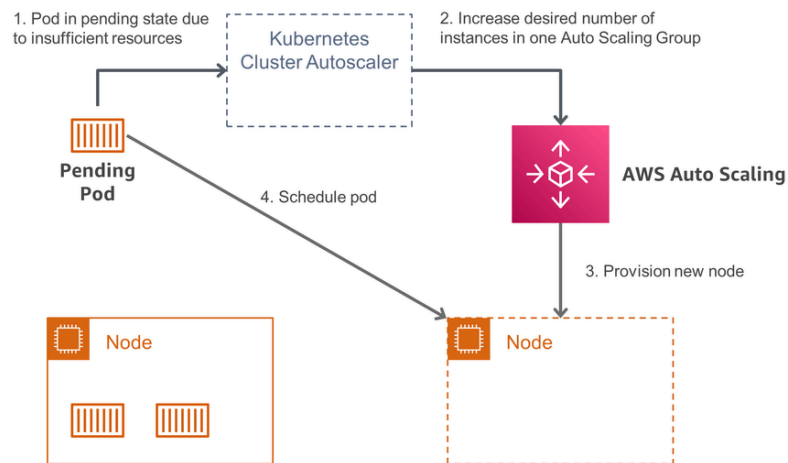 1. Pod in pending state due
to insufficient resources
Kubernetes
Cluster Autoscaler
2. Increase desired number of
instances in one Auto Scaling Group
Pending
Pod
4. Schedule pod
AWS Auto Scaling
3. Provision new node
Node
Node